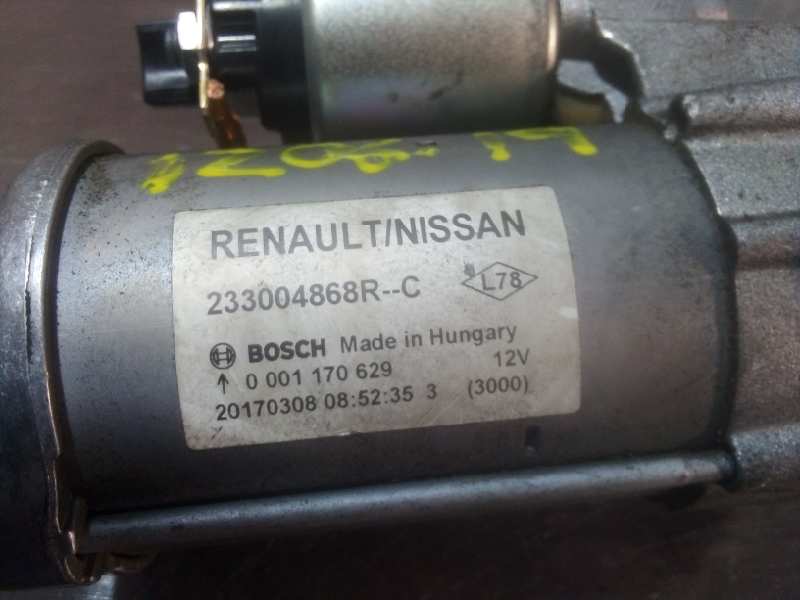 RENAULT/NISSAN
233004868R--C L78
BOSCH Made in Hungary
0 001 170 629 12V
20170308 08:52:35 3 (3000)